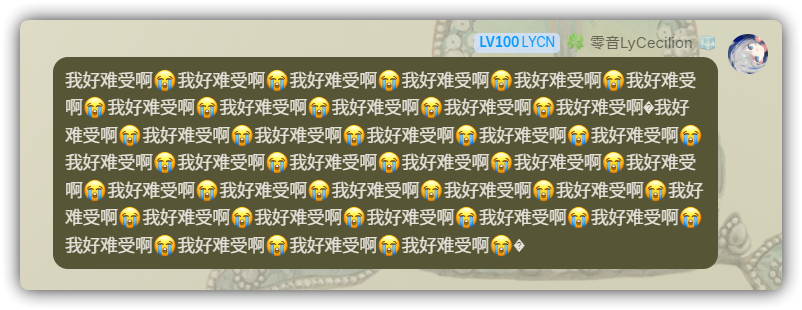 LV100 LYCN 🍀 零音LyCecilion 🧊
我好难受啊😭我好难受啊😭我好难受啊😭我好难受啊😭我好难受啊😭我好难受
啊😭我好难受啊😭我好难受啊😭我好难受啊😭我好难受啊😭我好难受啊�我好
难受啊😭我好难受啊😭我好难受啊😭我好难受啊😭我好难受啊😭我好难受啊😭
我好难受啊😭我好难受啊😭我好难受啊😭我好难受啊😭我好难受啊😭我好难受
啊😭我好难受啊😭我好难受啊😭我好难受啊😭我好难受啊😭我好难受啊😭我好
难受啊😭我好难受啊😭我好难受啊😭我好难受啊😭我好难受啊😭我好难受啊😭
我好难受啊😭我好难受啊😭我好难受啊😭我好难受啊😭�